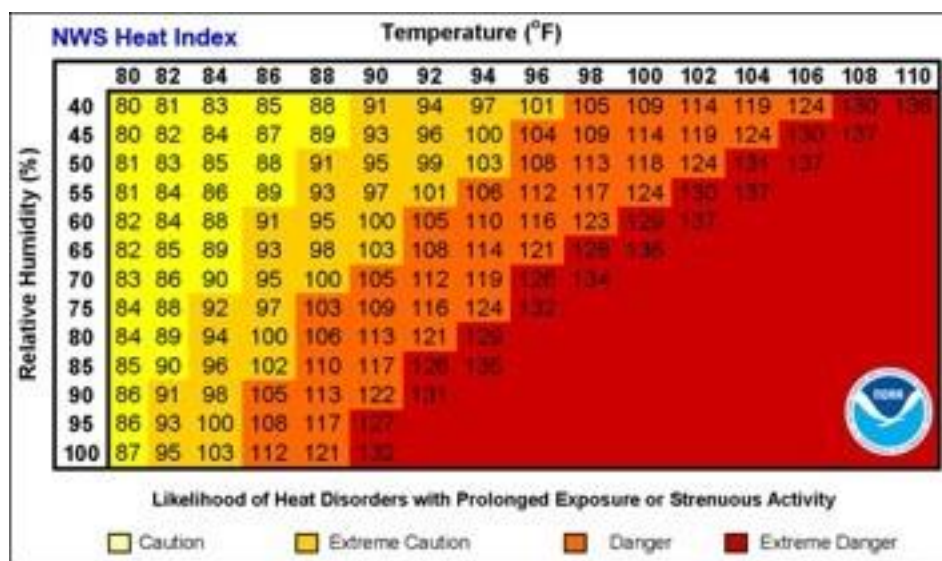 NWS Heat Index Temperature (°F)
80 82 84 86 88 90 92 94 96 98 100 102 104 106 108 110
Relative Humidity (%)
40 80 81 83 85 88 91 94 97 101 105 109 114 119 124 130 136
45 80 82 84 87 89 93 96 100 104 109 114 119 124 130 137
50 81 83 85 88 91 95 99 103 108 113 118 124 131 137
55 81 84 86 89 93 97 101 106 112 117 124 130 137
60 82 84 88 91 95 100 105 110 116 123 129 137
65 82 85 89 93 98 103 108 114 121 128 136
70 83 86 90 95 100 105 112 119 126 134
75 84 88 92 97 103 109 116 124 132
80 84 89 94 100 106 113 121 129
85 85 90 96 102 110 117 126 135
90 86 91 98 105 113 122 131
95 86 93 100 108 117 127
100 87 95 103 112 121 132
noaa
Likelihood of Heat Disorders with Prolonged Exposure or Strenuous Activity
Caution Extreme Caution Danger Extreme Danger